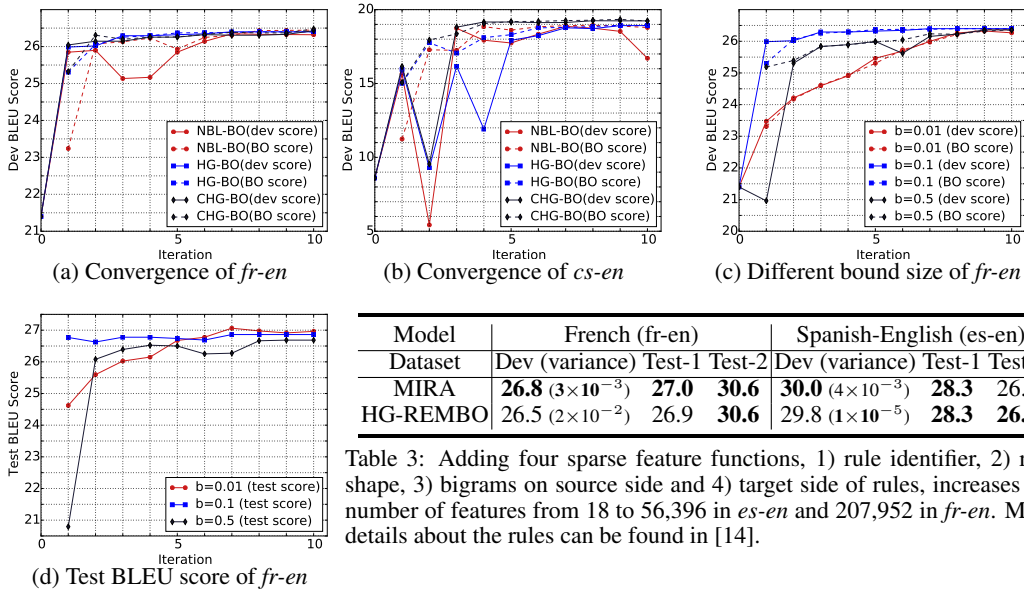 Dev BLEU Score
26
25
24
23
22
21
0
5
10
Iteration
NBL-BO(dev score)
NBL-BO(BO score)
HG-BO(dev score)
HG-BO(BO score)
CHG-BO(dev score)
CHG-BO(BO score)
(a) Convergence of fr-en
Dev BLEU Score
20
15
10
5
0
5
10
Iteration
NBL-BO(dev score)
NBL-BO(BO score)
HG-BO(dev score)
HG-BO(BO score)
CHG-BO(dev score)
CHG-BO(BO score)
(b) Convergence of cs-en
Dev BLEU Score
26
25
24
23
22
21
20
0
5
10
Iteration
b=0.01 (dev score)
b=0.01 (BO score)
b=0.1 (dev score)
b=0.1 (BO score)
b=0.5 (dev score)
b=0.5 (BO score)
(c) Different bound size of fr-en
Test BLEU Score
27
26
25
24
23
22
21
0
5
10
Iteration
b=0.01 (test score)
b=0.1 (test score)
b=0.5 (test score)
(d) Test BLEU score of fr-en
Model French (fr-en) Spanish-English (es-en)
Dataset Dev (variance) Test-1 Test-2 Dev (variance) Test-1 Test
MIRA 26.8 (3×10⁻³) 27.0 30.6 30.0 (4×10⁻³) 28.3 26.
HG-REMBO 26.5 (2×10⁻²) 26.9 30.6 29.8 (1×10⁻⁵) 28.3 26.
Table 3: Adding four sparse feature functions, 1) rule identifier, 2)
shape, 3) bigrams on source side and 4) target side of rules, increases
number of features from 18 to 56,396 in es-en and 207,952 in fr-en.
details about the rules can be found in [14].